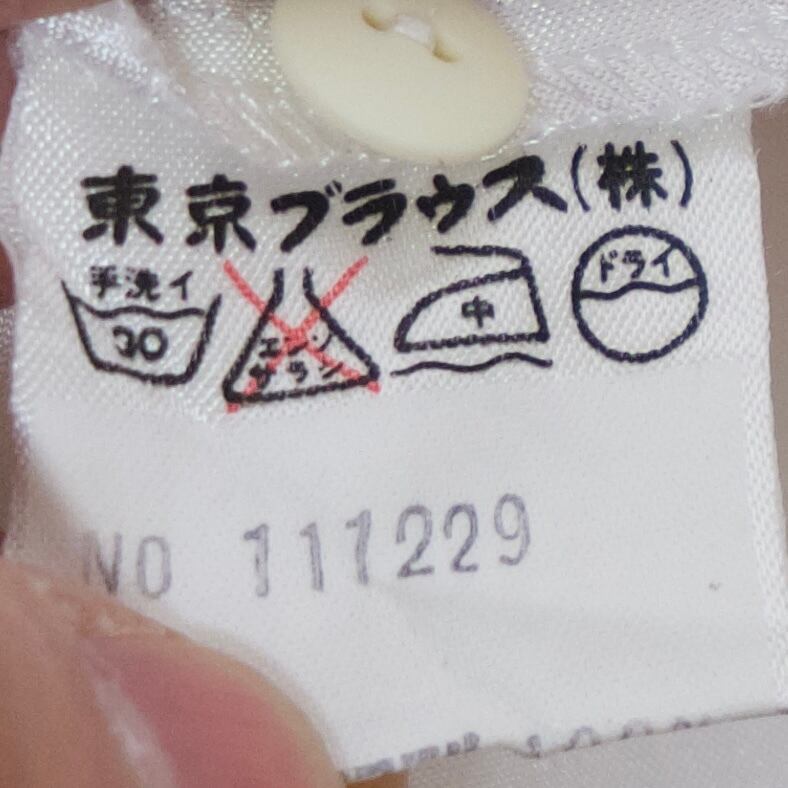 東京ブラウス(株)
手洗イ
30
エンソ
サラシ
中
ドライ
NO 111229